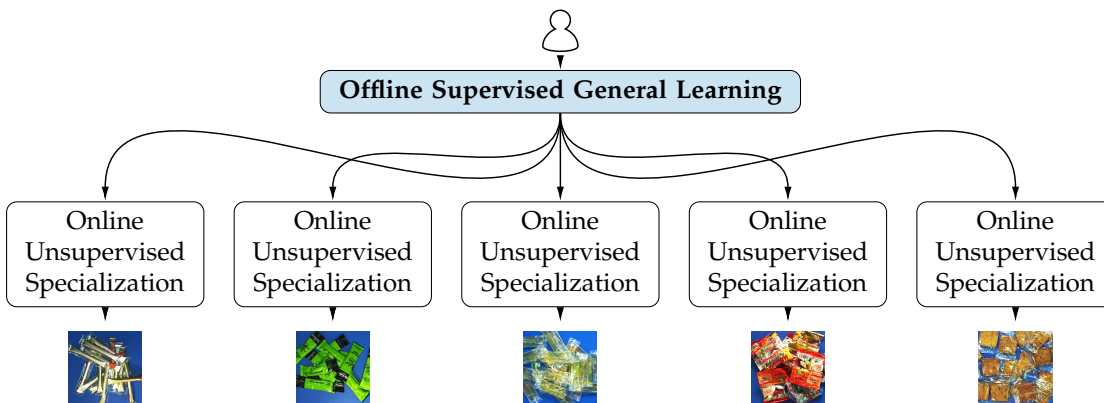 Offline Supervised General Learning
Online
Unsupervised
Specialization
Online
Unsupervised
Specialization
Online
Unsupervised
Specialization
Online
Unsupervised
Specialization
Online
Unsupervised
Specialization